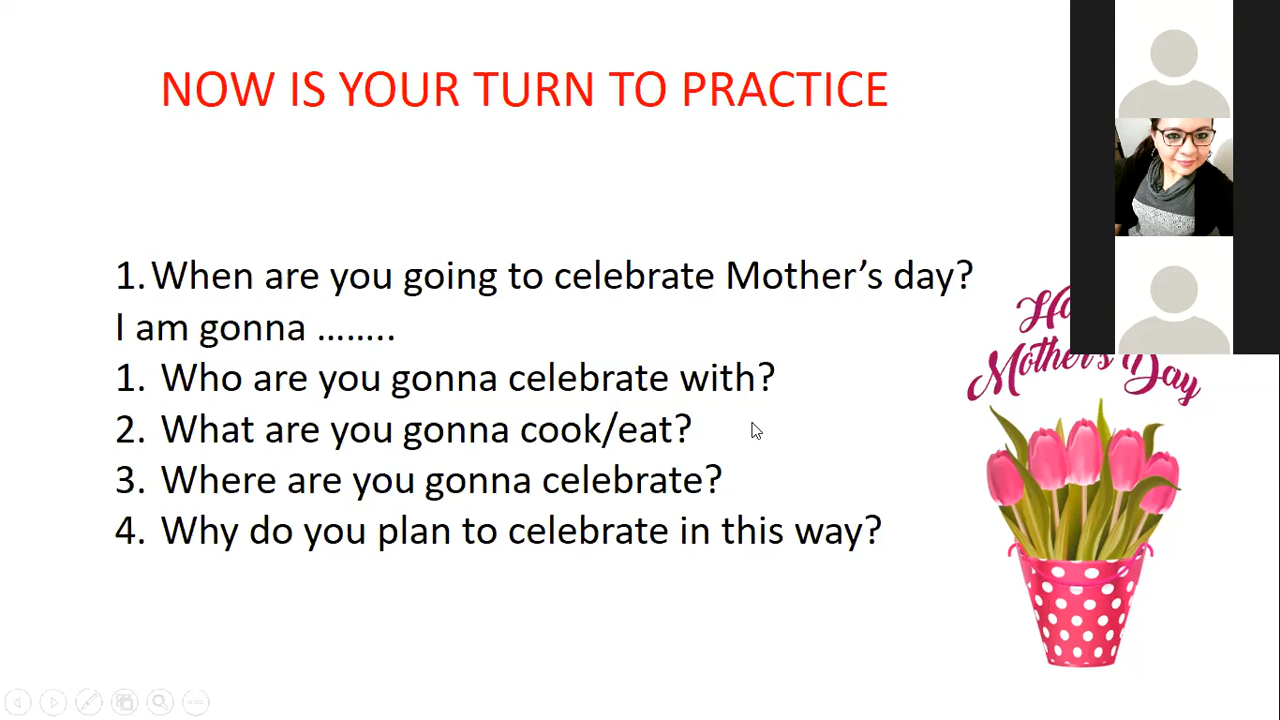 NOW IS YOUR TURN TO PRACTICE
1. When are you going to celebrate Mother’s day?
I am gonna ........
1. Who are you gonna celebrate with?
2. What are you gonna cook/eat?
3. Where are you gonna celebrate?
4. Why do you plan to celebrate in this way?
Mother's Day